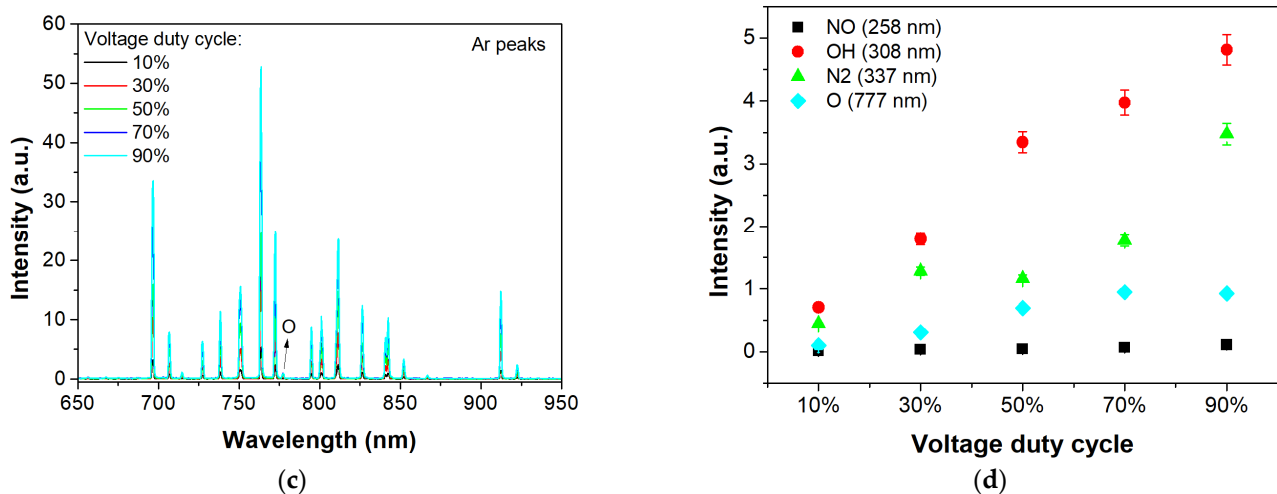 60
50
40
30
20
10
0
Intensity (a.u.)
Voltage duty cycle:
10%
30%
50%
70%
90%
Ar peaks
O
650 700 750 800 850 900 950
Wavelength (nm)
(c)
5
4
3
2
1
0
Intensity (a.u.)
NO (258 nm)
OH (308 nm)
N2 (337 nm)
O (777 nm)
10% 30% 50% 70% 90%
Voltage duty cycle
(d)